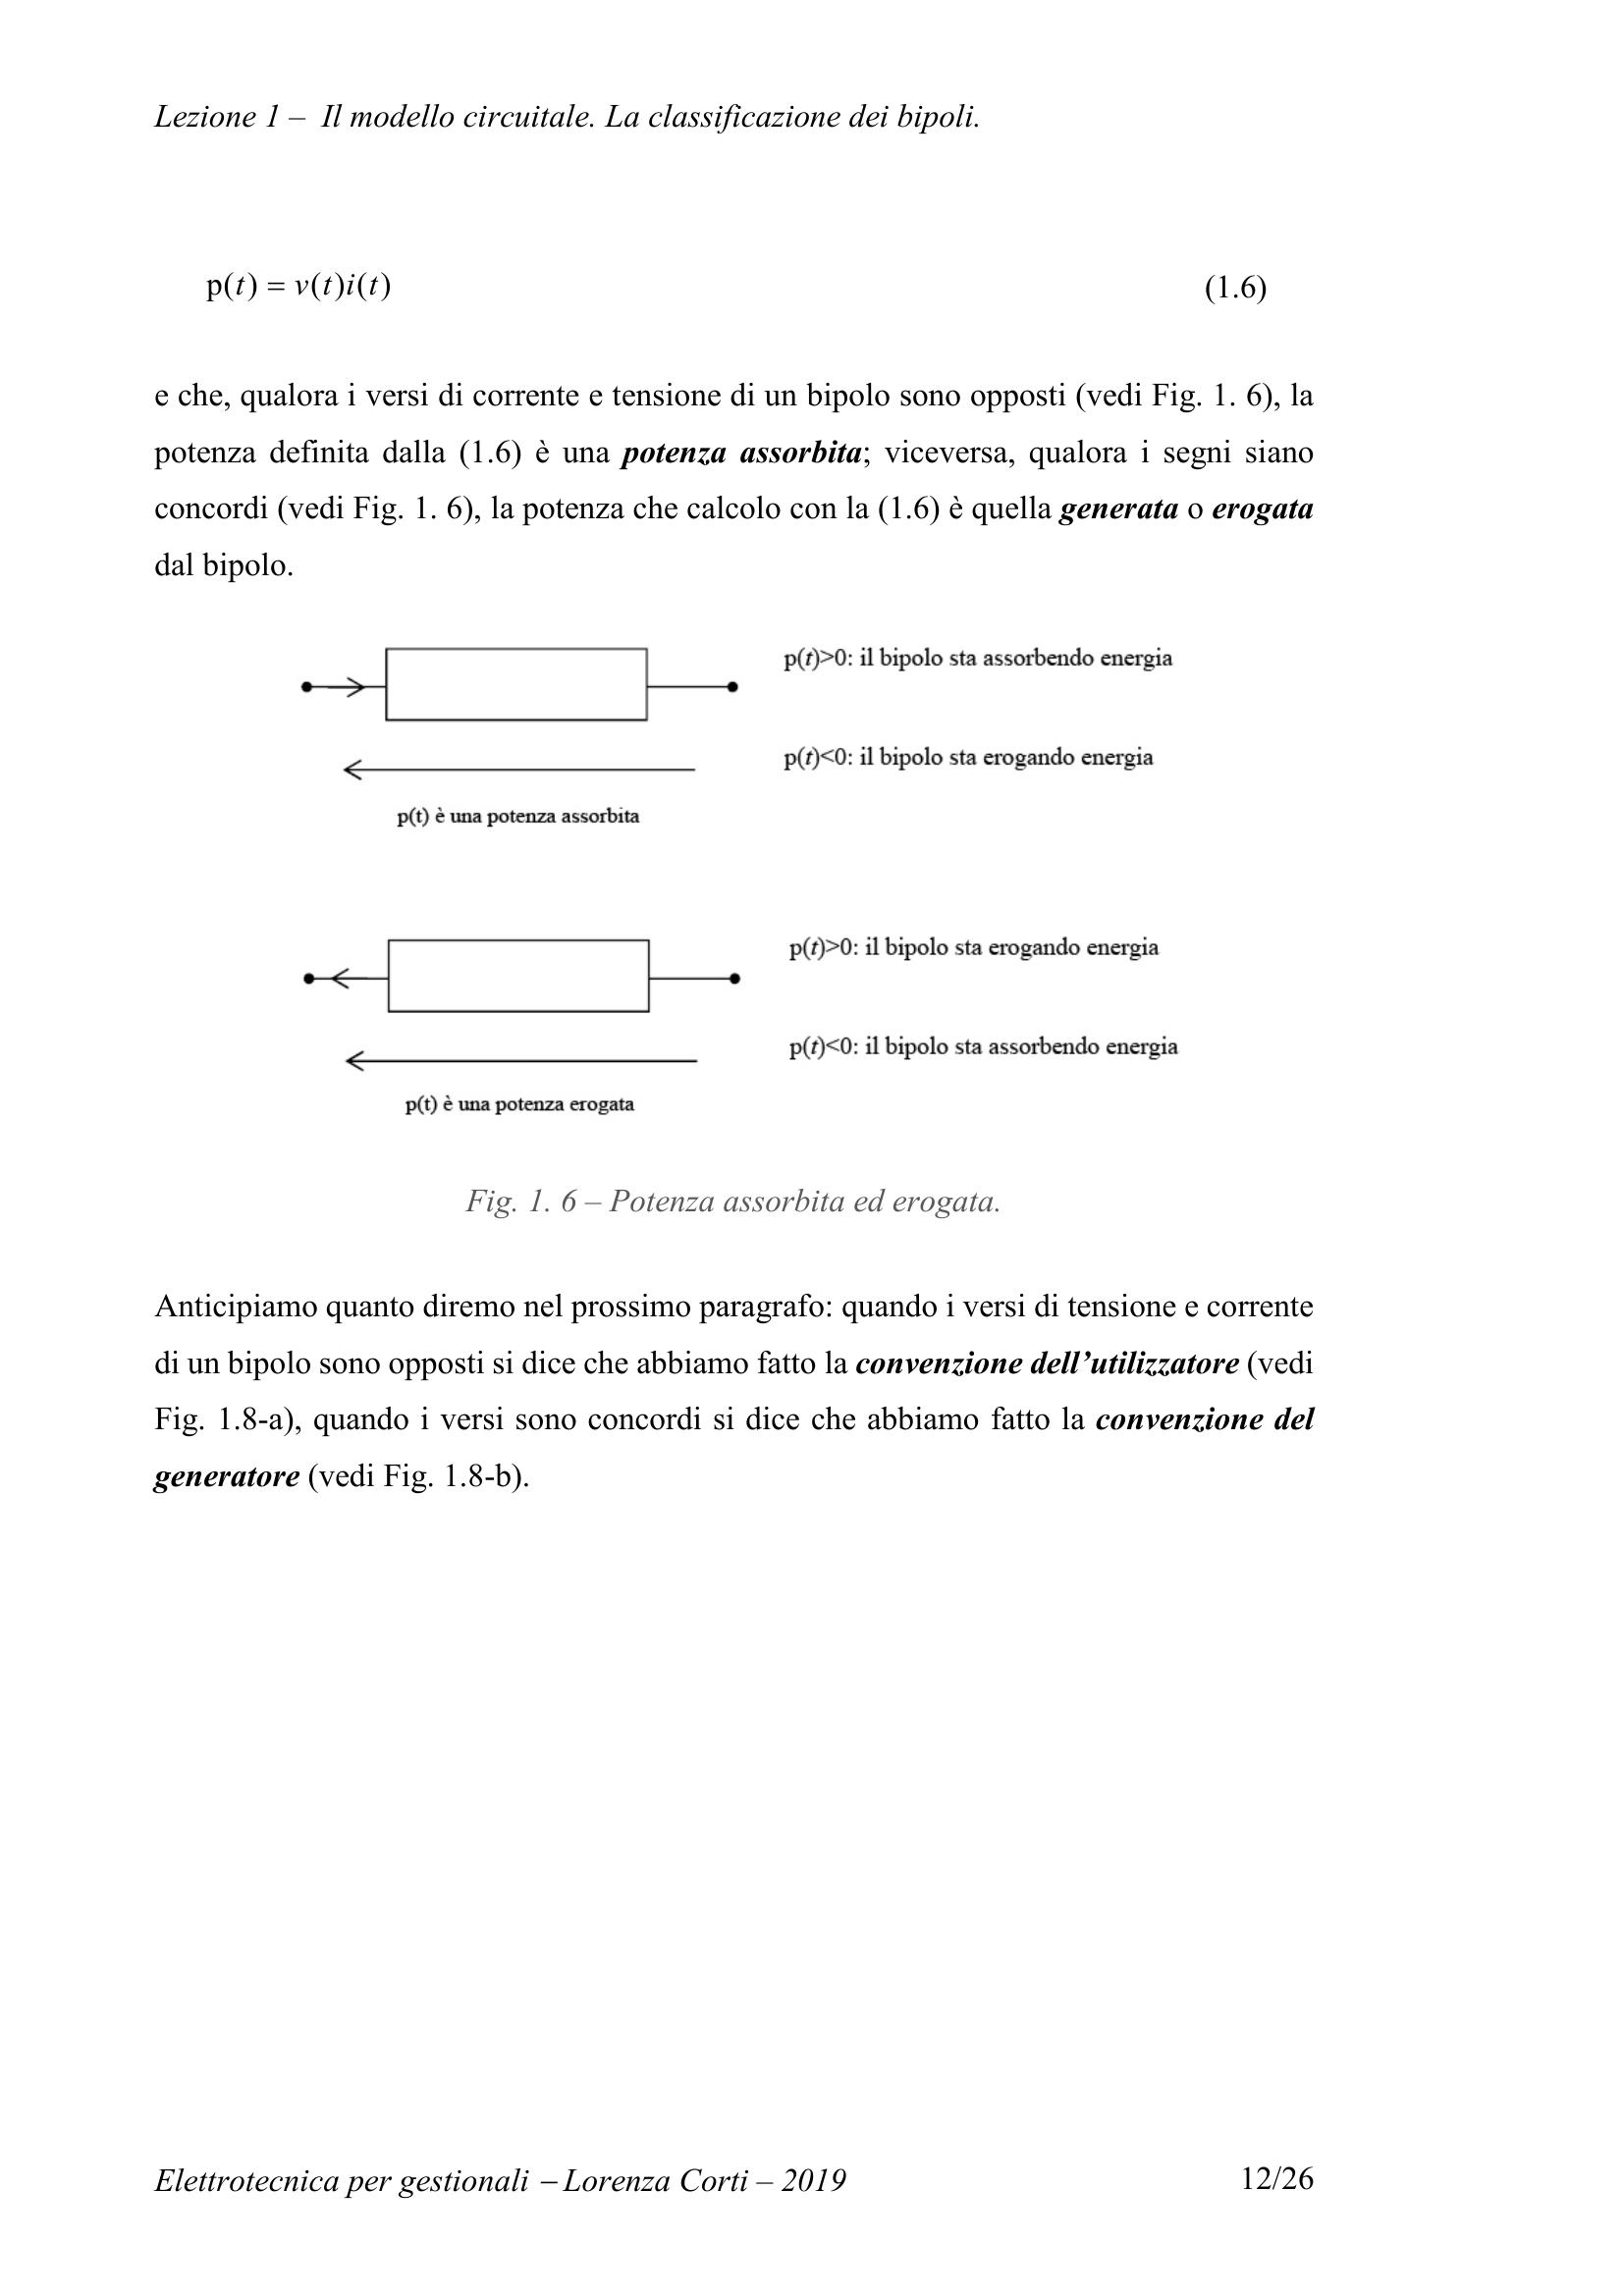 Lezione 1 – Il modello circuitale. La classificazione dei bipoli.
p(t) = v(t)i(t) (1.6)
e che, qualora i versi di corrente e tensione di un bipolo sono opposti (vedi Fig. 1. 6), la
potenza definita dalla (1.6) è una potenza assorbita; viceversa, qualora i segni siano
concordi (vedi Fig. 1. 6), la potenza che calcolo con la (1.6) è quella generata o erogata
dal bipolo.
p(t)>0: il bipolo sta assorbendo energia
p(t)<0: il bipolo sta erogando energia
p(t) è una potenza assorbita
p(t)>0: il bipolo sta erogando energia
p(t)<0: il bipolo sta assorbendo energia
p(t) è una potenza erogata
Fig. 1. 6 – Potenza assorbita ed erogata.
Anticipiamo quanto diremo nel prossimo paragrafo: quando i versi di tensione e corrente
di un bipolo sono opposti si dice che abbiamo fatto la convenzione dell’utilizzatore (vedi
Fig. 1.8-a), quando i versi sono concordi si dice che abbiamo fatto la convenzione del
generatore (vedi Fig. 1.8-b).
Elettrotecnica per gestionali – Lorenza Corti – 2019 12/26